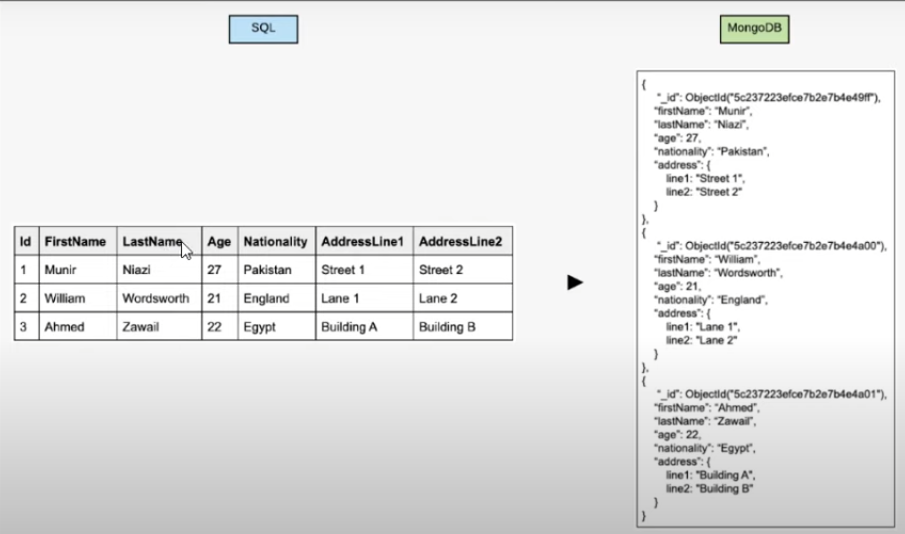 SQL
MongoDB
Id FirstName LastName Age Nationality AddressLine1 AddressLine2
1 Munir Niazi 27 Pakistan Street 1 Street 2
2 William Wordsworth 21 England Lane 1 Lane 2
3 Ahmed Zawail 22 Egypt Building A Building B
{
"_id": ObjectId("5c237223efce7b2e7b4e49ff"),
"firstName": "Munir",
"lastName": "Niazi",
"age": 27,
"nationality": "Pakistan",
"address": {
line1: "Street 1",
line2: "Street 2"
}
},
{
"_id": ObjectId("5c237223efce7b2e7b4e4a00"),
"firstName": "William",
"lastName": "Wordsworth",
"age": 21,
"nationality": "England",
"address": {
line1: "Lane 1",
line2: "Lane 2"
}
},
{
"_id": ObjectId("5c237223efce7b2e7b4e4a01"),
"firstName": "Ahmed",
"lastName": "Zawail",
"age": 22,
"nationality": "Egypt",
"address": {
line1: "Building A",
line2: "Building B"
}
}